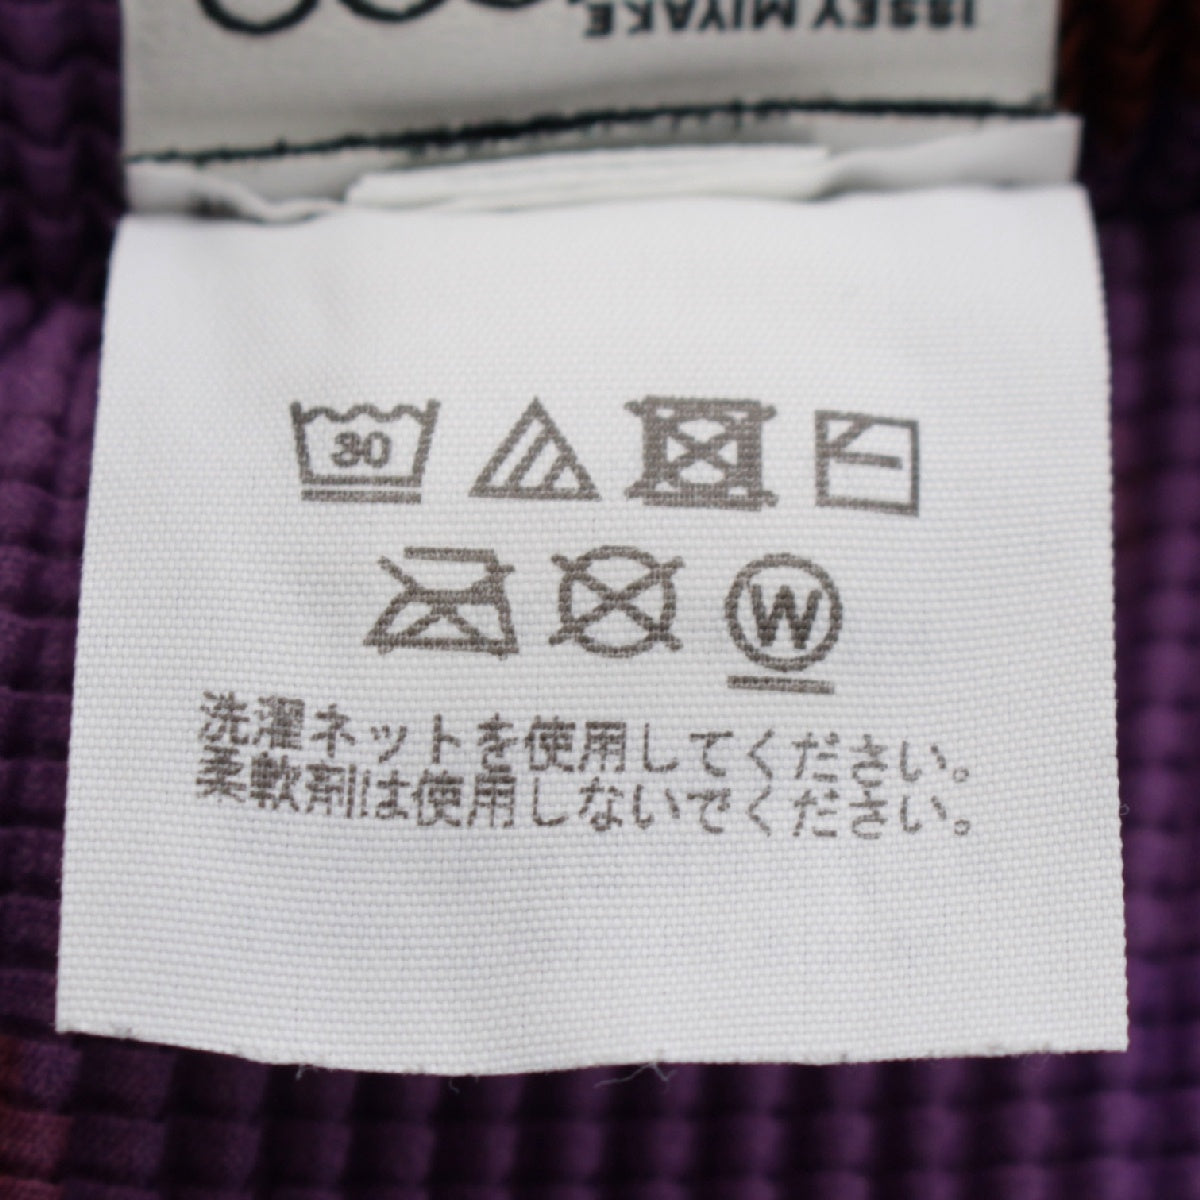 ISSEY MIYAKE
30
W
洗濯ネットを使用してください。
柔軟剤は使用しないでください。